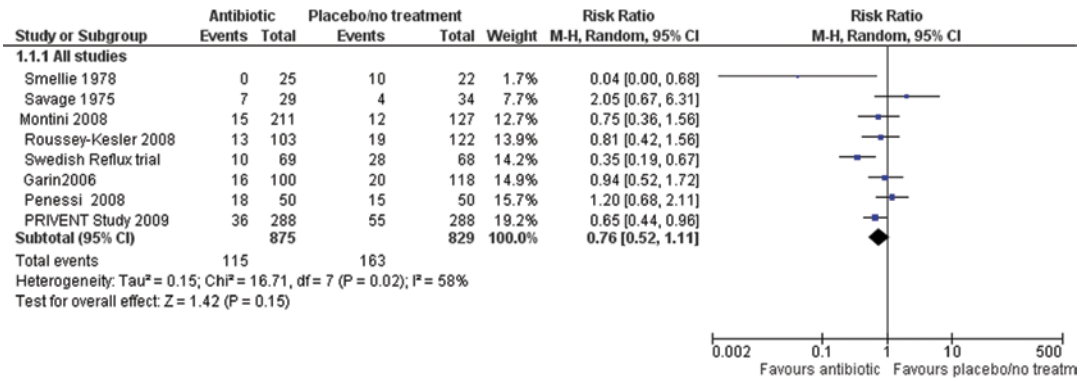 Antibiotic Placebo/no treatment Risk Ratio Risk Ratio
Study or Subgroup Events Total Events Total Weight M-H, Random, 95% CI M-H, Random, 95% CI
1.1.1 All studies
Smellie 1978 0 25 10 22 1.7% 0.04 [0.00, 0.68]
Savage 1975 7 29 4 34 7.7% 2.05 [0.67, 6.31]
Montini 2008 15 211 12 127 12.7% 0.75 [0.36, 1.56]
Roussey-Kesler 2008 13 103 19 122 14.0% 0.81 [0.42, 1.56]
Swedish Reflux trial 10 69 28 68 14.2% 0.35 [0.19, 0.67]
Garin2006 16 100 20 118 14.9% 0.94 [0.52, 1.72]
Penessi 2008 18 50 15 50 15.7% 1.20 [0.68, 2.11]
PRIVENT Study 2009 36 288 55 288 19.2% 0.65 [0.44, 0.96]
Subtotal (95% CI) 875 829 100.0% 0.76 [0.52, 1.11]
Total events 115 163
Heterogeneity: Tau² = 0.15; Chi² = 16.71, df = 7 (P = 0.02); I² = 58%
Test for overall effect: Z = 1.42 (P = 0.15)
0.002 0.1 1 10 500
Favours antibiotic Favours placebo/no treatm